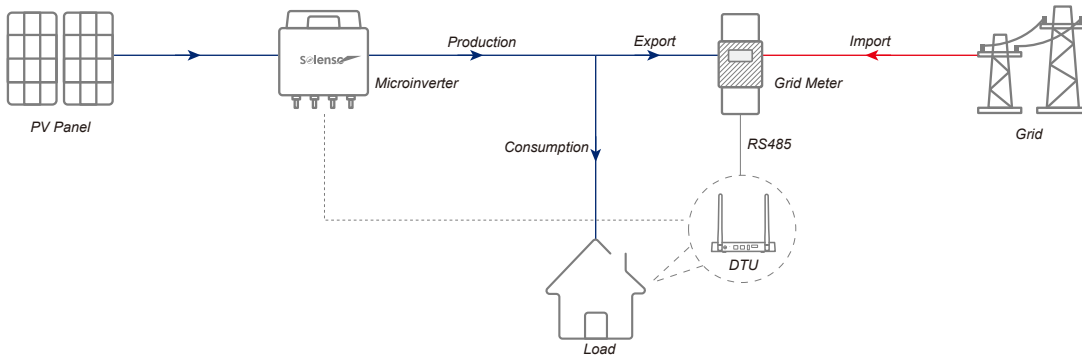 Production
Export
Import
Solenso
Microinverter
Grid Meter
PV Panel
Grid
Consumption
RS485
DTU
Load